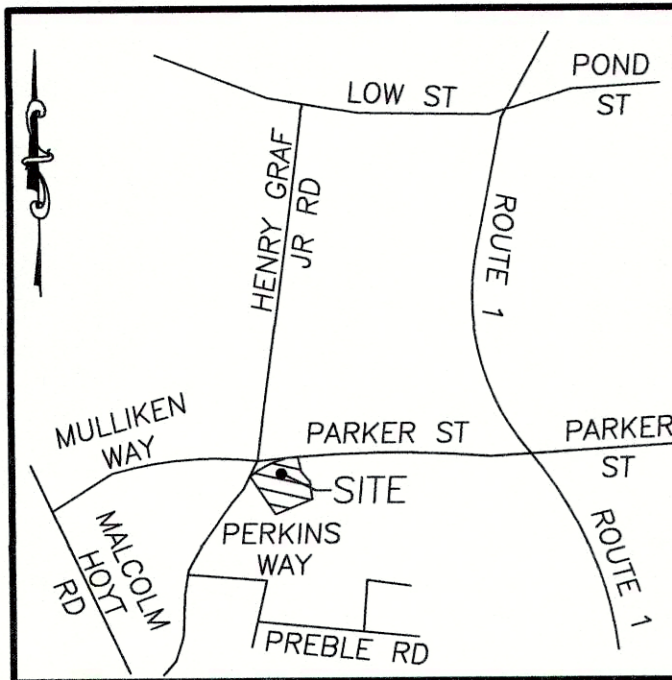 LOW ST
POND
ST
HENRY GRAF
JR RD
ROUTE 1
MULLIKEN
WAY
PARKER ST
PARKER
ST
SITE
PERKINS
WAY
MALCOLM
HOYT
RD
ROUTE 1
PREBLE RD